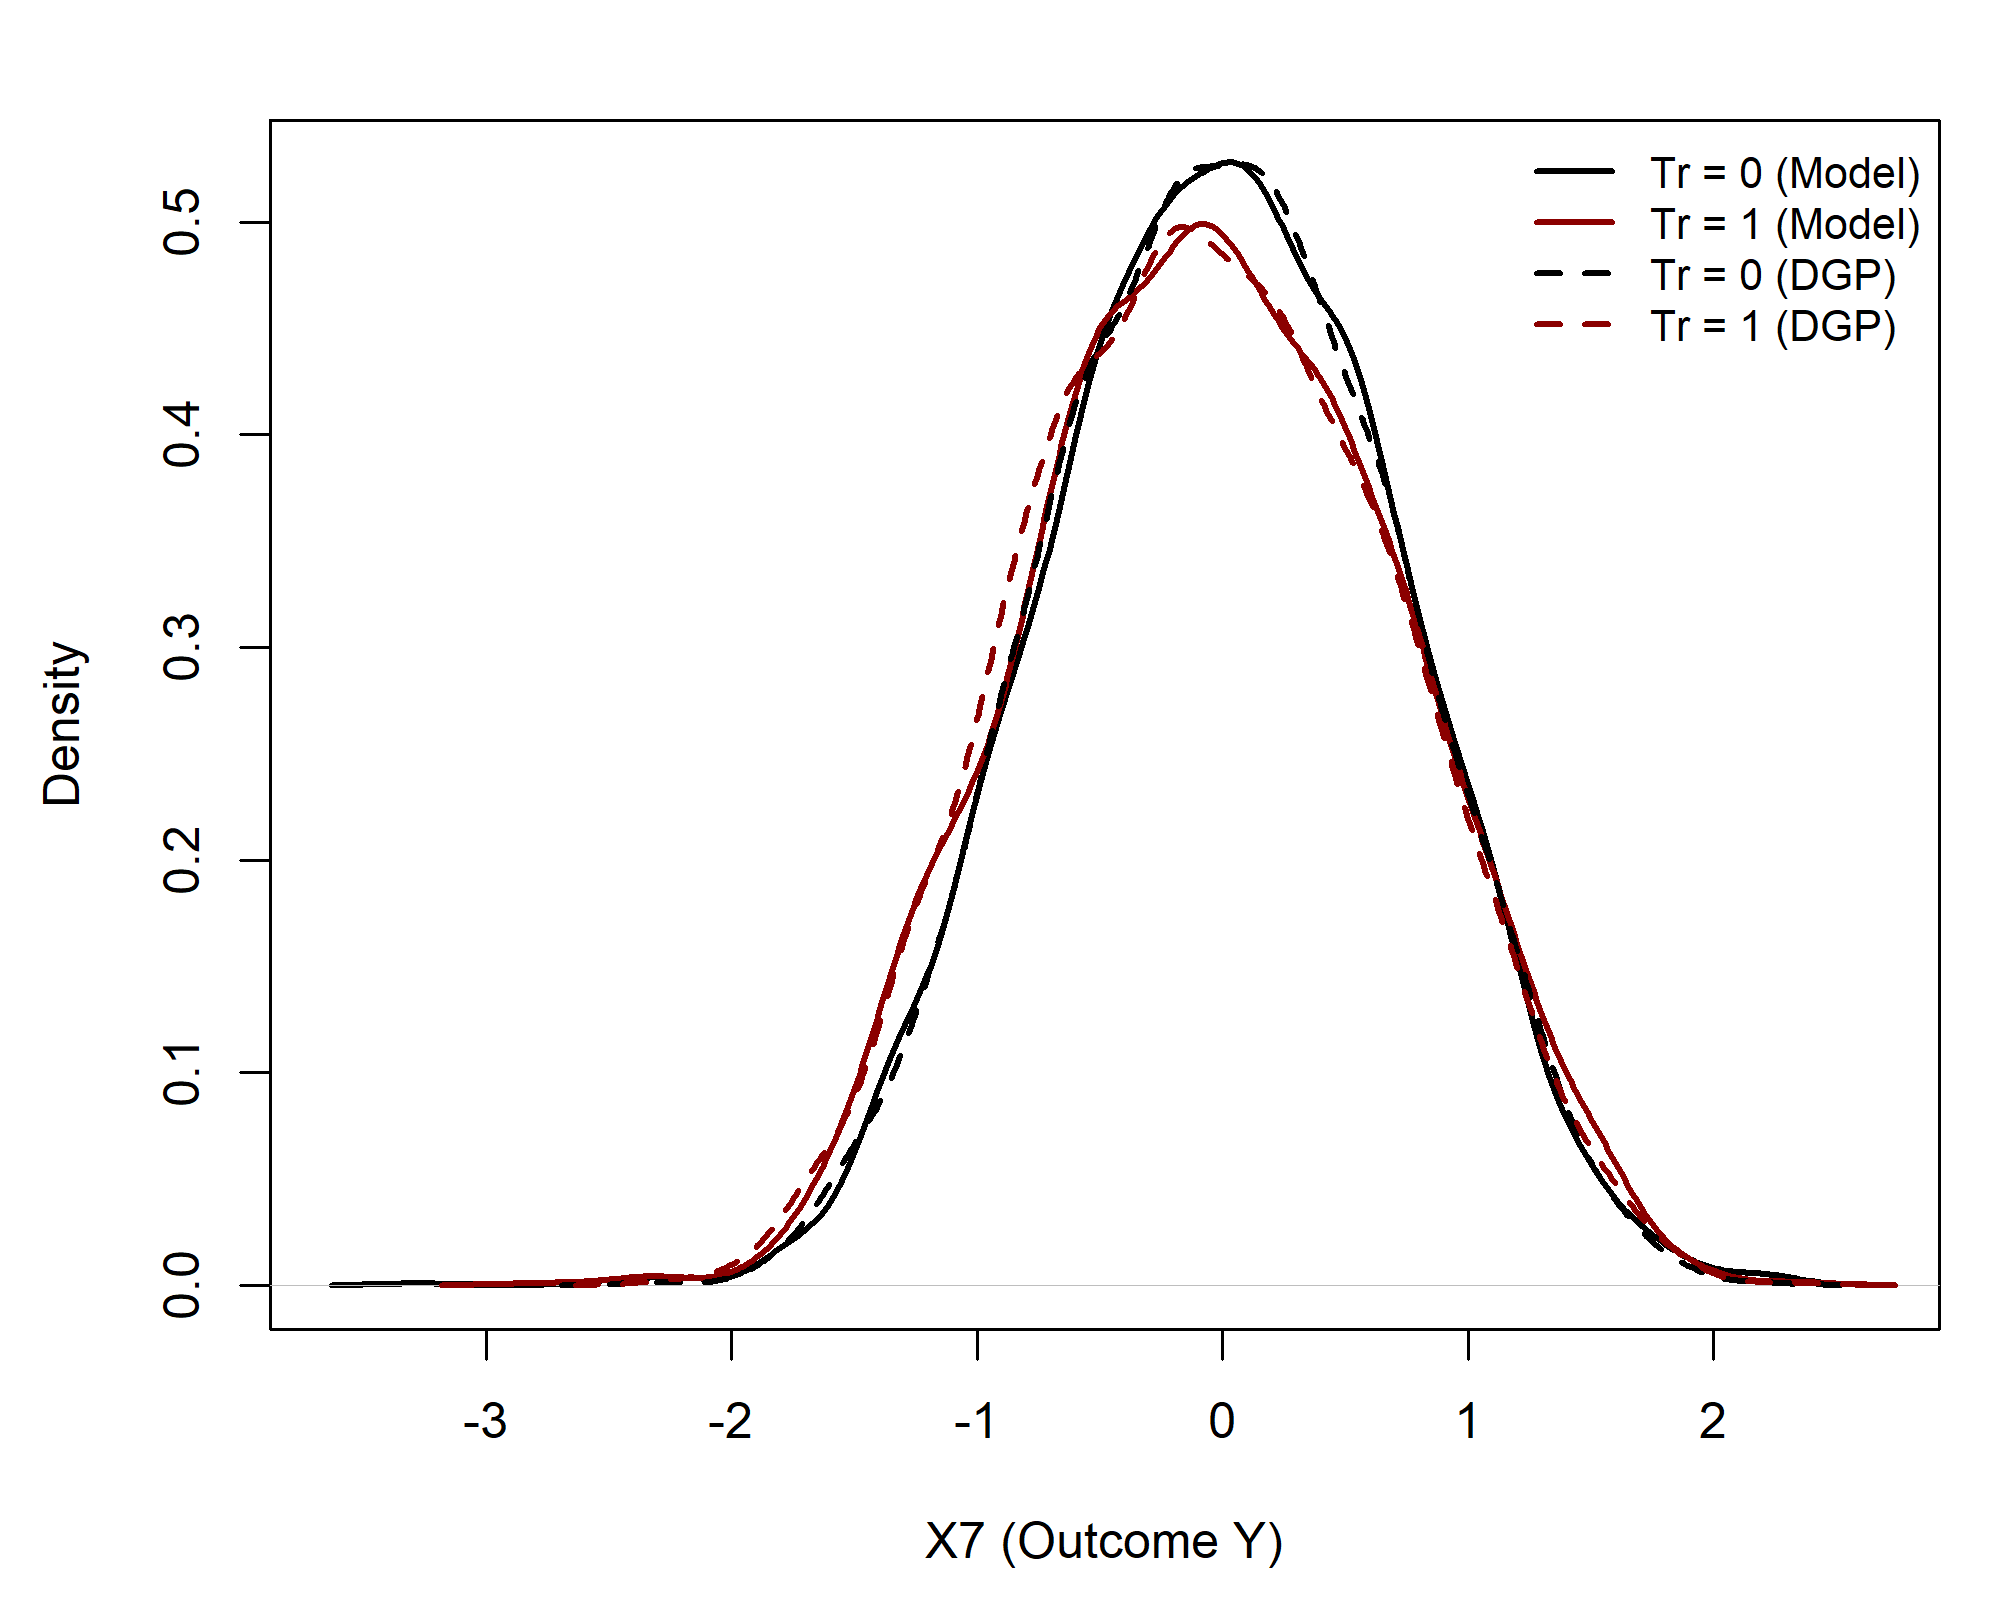 Tr = 0 (Model)
Tr = 1 (Model)
Tr = 0 (DGP)
Tr = 1 (DGP)
Density
0.5
0.4
0.3
0.2
0.1
0.0
-3 -2 -1 0 1 2
X7 (Outcome Y)